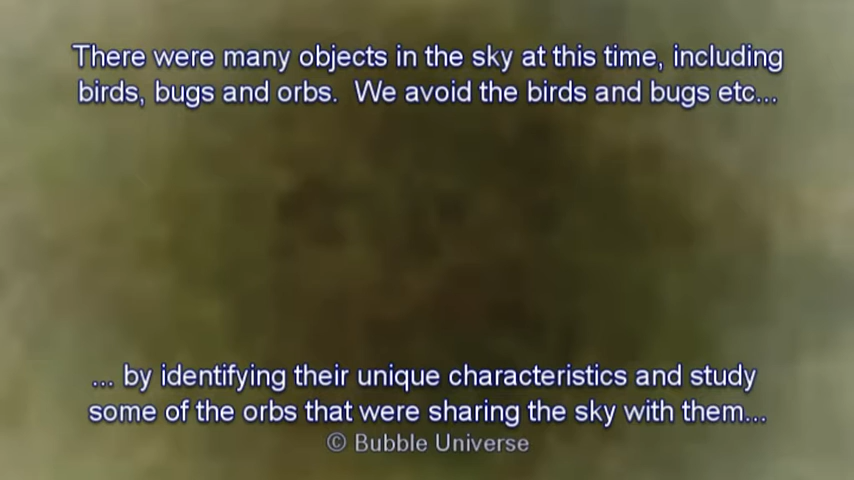 There were many objects in the sky at this time, including
birds, bugs and orbs.  We avoid the birds and bugs etc...
... by identifying their unique characteristics and study
some of the orbs that were sharing the sky with them...
© Bubble Universe